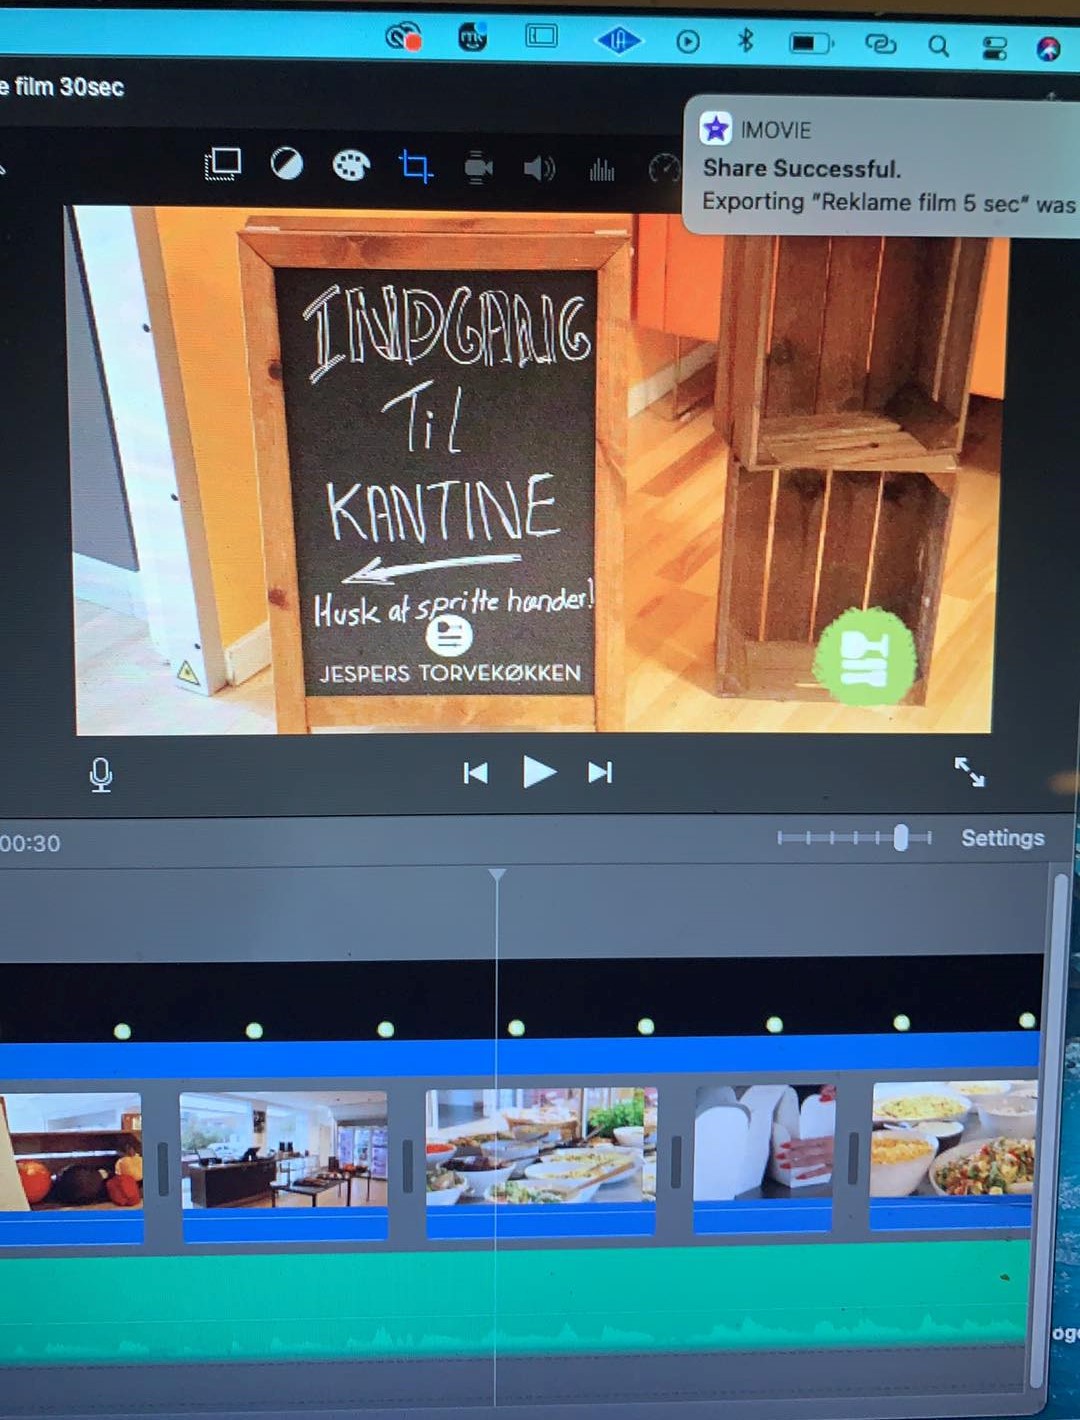 e film 30sec
IMOVIE
Share Successful.
Exporting "Reklame film 5 sec" was
INDGANG
Til
KANTINE
Husk at spritte hænder!
JESPERS TORVEKØKKEN
00:30
Settings